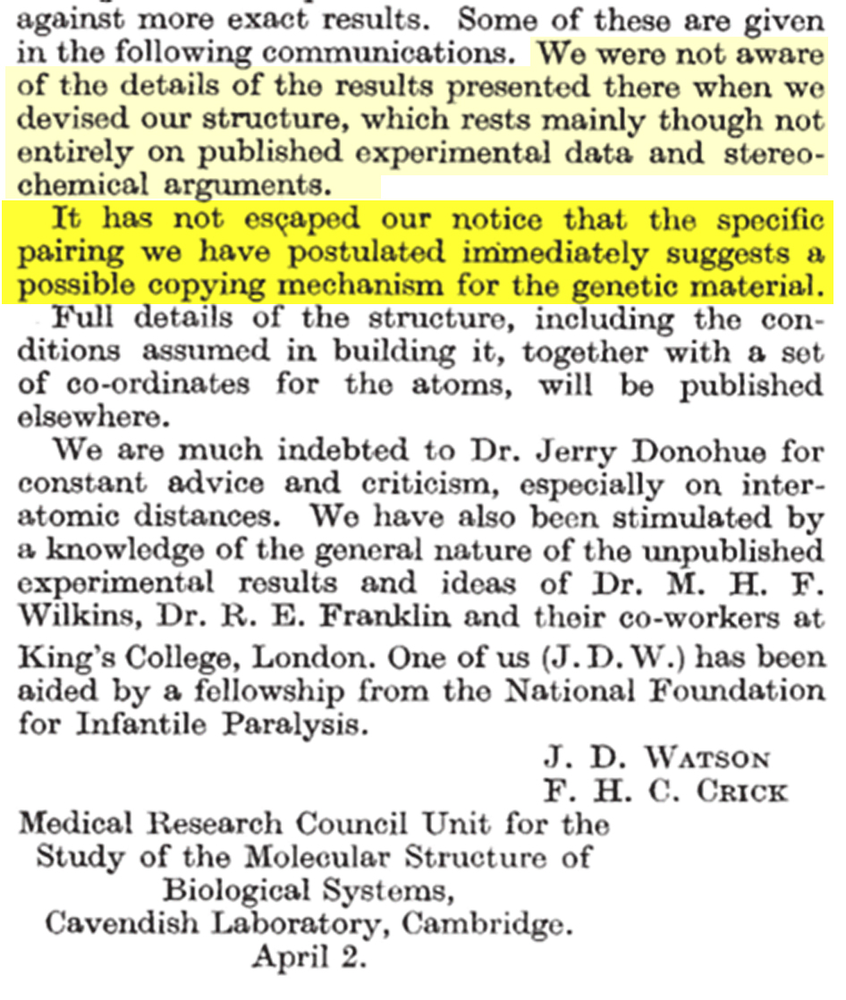 against more exact results. Some of these are given
in the following communications. We were not aware
of the details of the results presented there when we
devised our structure, which rests mainly though not
entirely on published experimental data and stereo-
chemical arguments.
It has not escaped our notice that the specific
pairing we have postulated immediately suggests a
possible copying mechanism for the genetic material.
Full details of the structure, including the con-
ditions assumed in building it, together with a set
of co-ordinates for the atoms, will be published
elsewhere.
We are much indebted to Dr. Jerry Donohue for
constant advice and criticism, especially on inter-
atomic distances. We have also been stimulated by
a knowledge of the general nature of the unpublished
experimental results and ideas of Dr. M. H. F.
Wilkins, Dr. R. E. Franklin and their co-workers at
King's College, London. One of us (J. D. W.) has been
aided by a fellowship from the National Foundation
for Infantile Paralysis.
J. D. WATSON
F. H. C. CRICK
Medical Research Council Unit for the
Study of the Molecular Structure of
Biological Systems,
Cavendish Laboratory, Cambridge.
April 2.